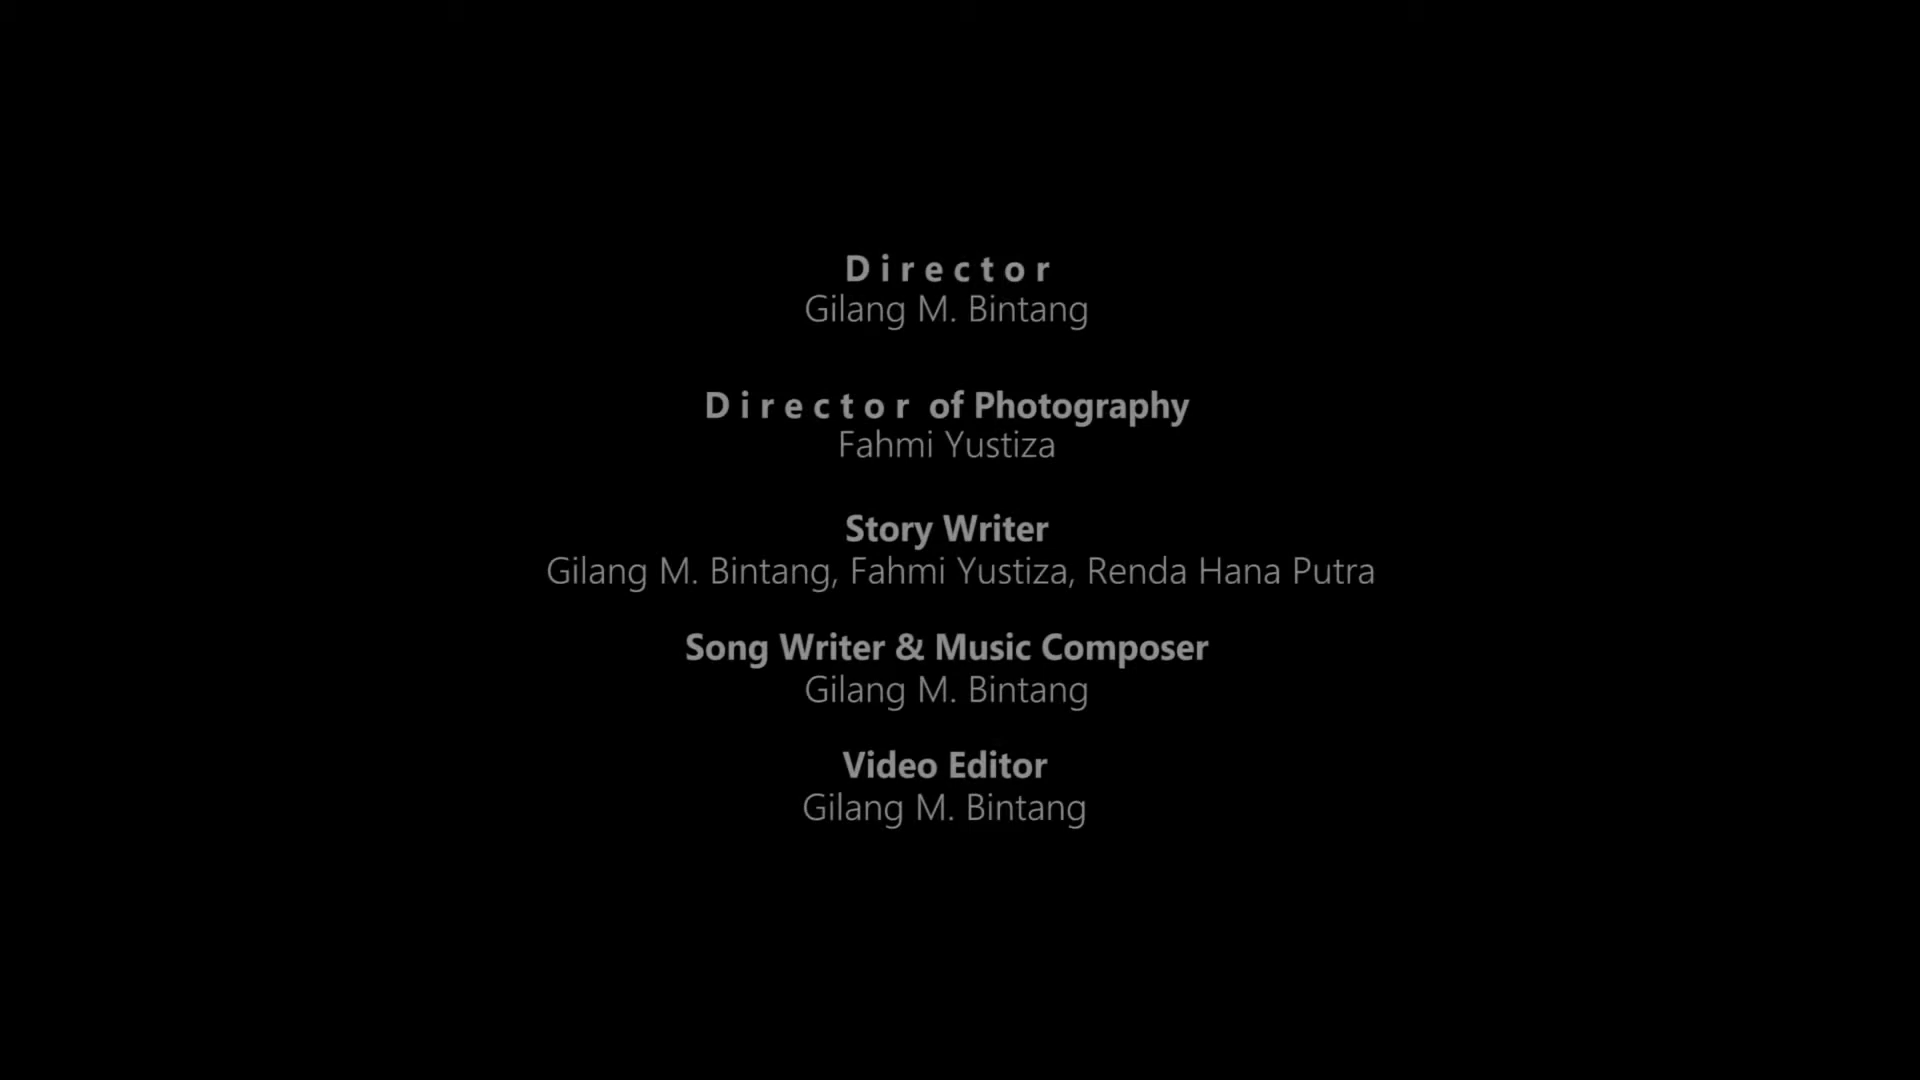 Director
Gilang M. Bintang
Director of Photography
Fahmi Yustiza
Story Writer
Gilang M. Bintang, Fahmi Yustiza, Renda Hana Putra
Song Writer & Music Composer
Gilang M. Bintang
Video Editor
Gilang M. Bintang